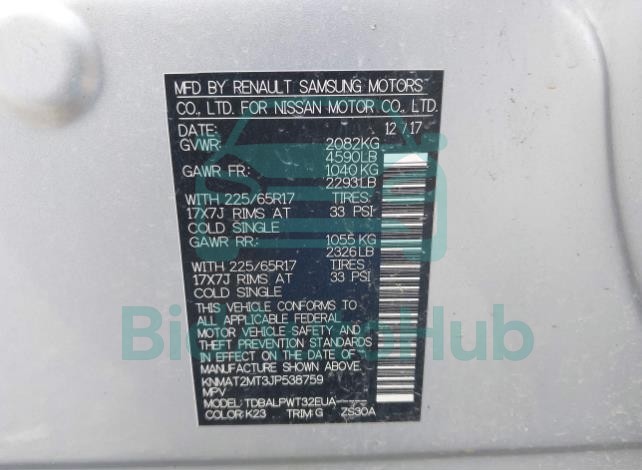 MFD BY RENAULT SAMSUNG MOTORS
CO., LTD. FOR NISSAN MOTOR CO., LTD.
DATE: 12 / 17
GVWR: 2082KG
4590LB
GAWR FR: 1040 KG
2293LB
WITH 225/65R17 TIRES
17X7J RIMS AT 33 PSI
COLD SINGLE
GAWR RR: 1055 KG
2326LB
WITH 225/65R17 TIRES
17X7J RIMS AT 33 PSI
COLD SINGLE
THIS VEHICLE CONFORMS TO
ALL APPLICABLE FEDERAL
MOTOR VEHICLE SAFETY AND
THEFT PREVENTION STANDARDS
IN EFFECT ON THE DATE OF
MANUFACTURE SHOWN ABOVE.
KNMAT2MT3JP538759
MPV
MODEL: TDBALPWT32EUA-----
COLOR: K23 TRIM: G ZS30A